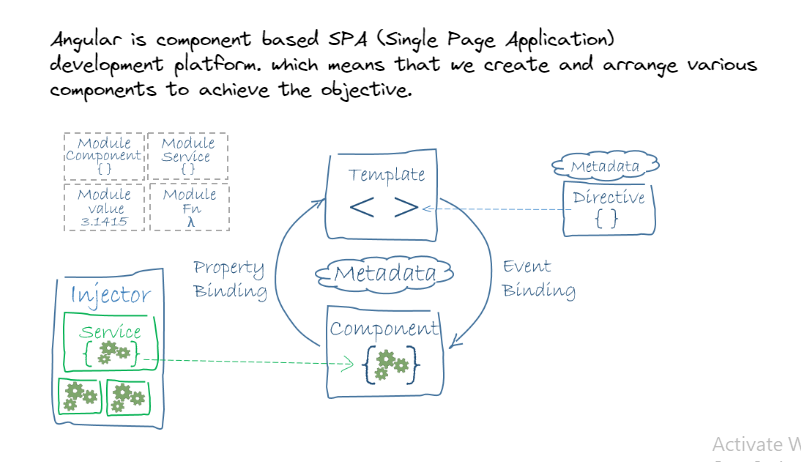 Angular is component based SPA (Single Page Application)
development platform. which means that we create and arrange various
components to achieve the objective.
Module
Component
{ }
Module
Service
{ }
Module
value
3.1415
Module
Fn
λ
Template
< >
Metadata
Directive
{ }
Property
Binding
Metadata
Event
Binding
Injector
Service
{ }
Component
{ }
Activate W